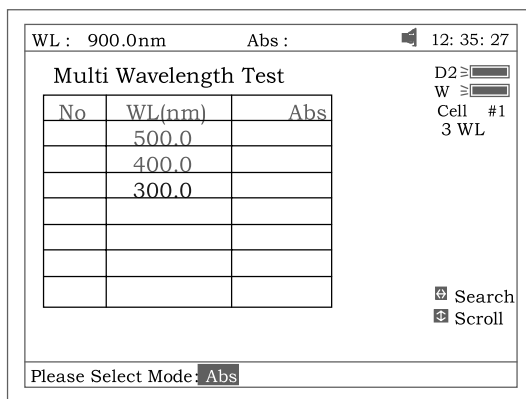 WL : 900.0nm Abs : 12: 35: 27
Multi Wavelength Test
D2
W
Cell #1
3 WL
No WL(nm) Abs
500.0
400.0
300.0
Search
Scroll
Please Select Mode: Abs